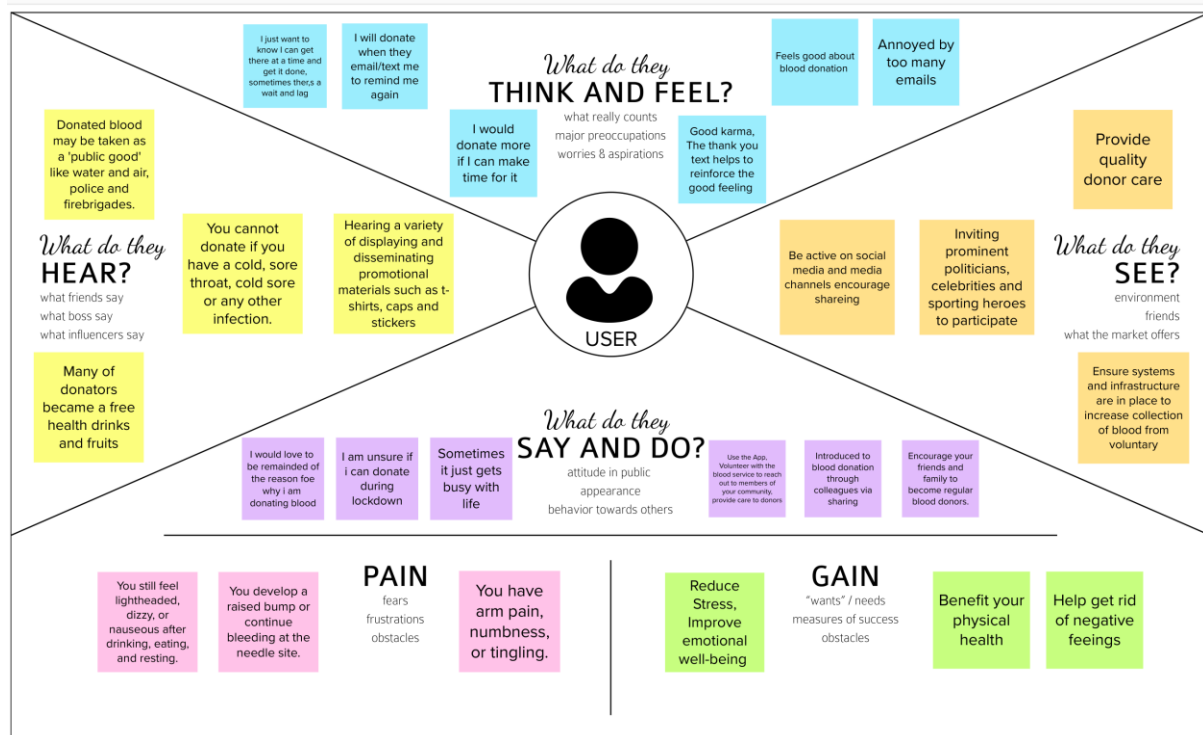 I just want to
know I can get
there at a time and
get it done,
sometimes ther,s a
wait and lag
I will donate
when they
email/text me
to remind me
again
What do they
THINK AND FEEL?
what really counts
major preoccupations
worries & aspirations
I would
donate more
if I can make
time for it
Good karma,
The thank you
text helps to
reinforce the
good feeling
Feels good about
blood donation
Annoyed by
too many
emails
Donated blood
may be taken as
a 'public good'
like water and air,
police and
firebrigades.
What do they
HEAR?
what friends say
what boss say
what influencers say
You cannot
donate if you
have a cold, sore
throat, cold sore
or any other
infection.
Hearing a variety
of displaying and
disseminating
promotional
materials such as t-
shirts, caps and
stickers
Many of
donators
became a free
health drinks
and fruits
USER
Provide
quality
donor care
Be active on social
media and media
channels encourage
shareing
Inviting
prominent
politicians,
celebrities and
sporting heroes
to participate
What do they
SEE?
environment
friends
what the market offers
Ensure systems
and infrastructure
are in place to
increase collection
of blood from
voluntary
What do they
SAY AND DO?
attitude in public
appearance
behavior towards others
I would love to
be remainded of
the reason foe
why i am
donating blood
I am unsure if
i can donate
during
lockdown
Sometimes
it just gets
busy with
life
Use the App,
Volunteer with the
blood service to reach
out to members of
your community,
provide care to donors
Introduced to
blood donation
through
colleagues via
sharing
Encourage your
friends and
family to
become regular
blood donors.
PAIN
fears
frustrations
obstacles
You still feel
lightheaded,
dizzy, or
nauseous after
drinking, eating,
and resting.
You develop a
raised bump or
continue
bleeding at the
needle site.
You have
arm pain,
numbness,
or tingling.
GAIN
"wants" / needs
measures of success
obstacles
Reduce
Stress,
Improve
emotional
well-being
Benefit your
physical
health
Help get rid
of negative
feeings